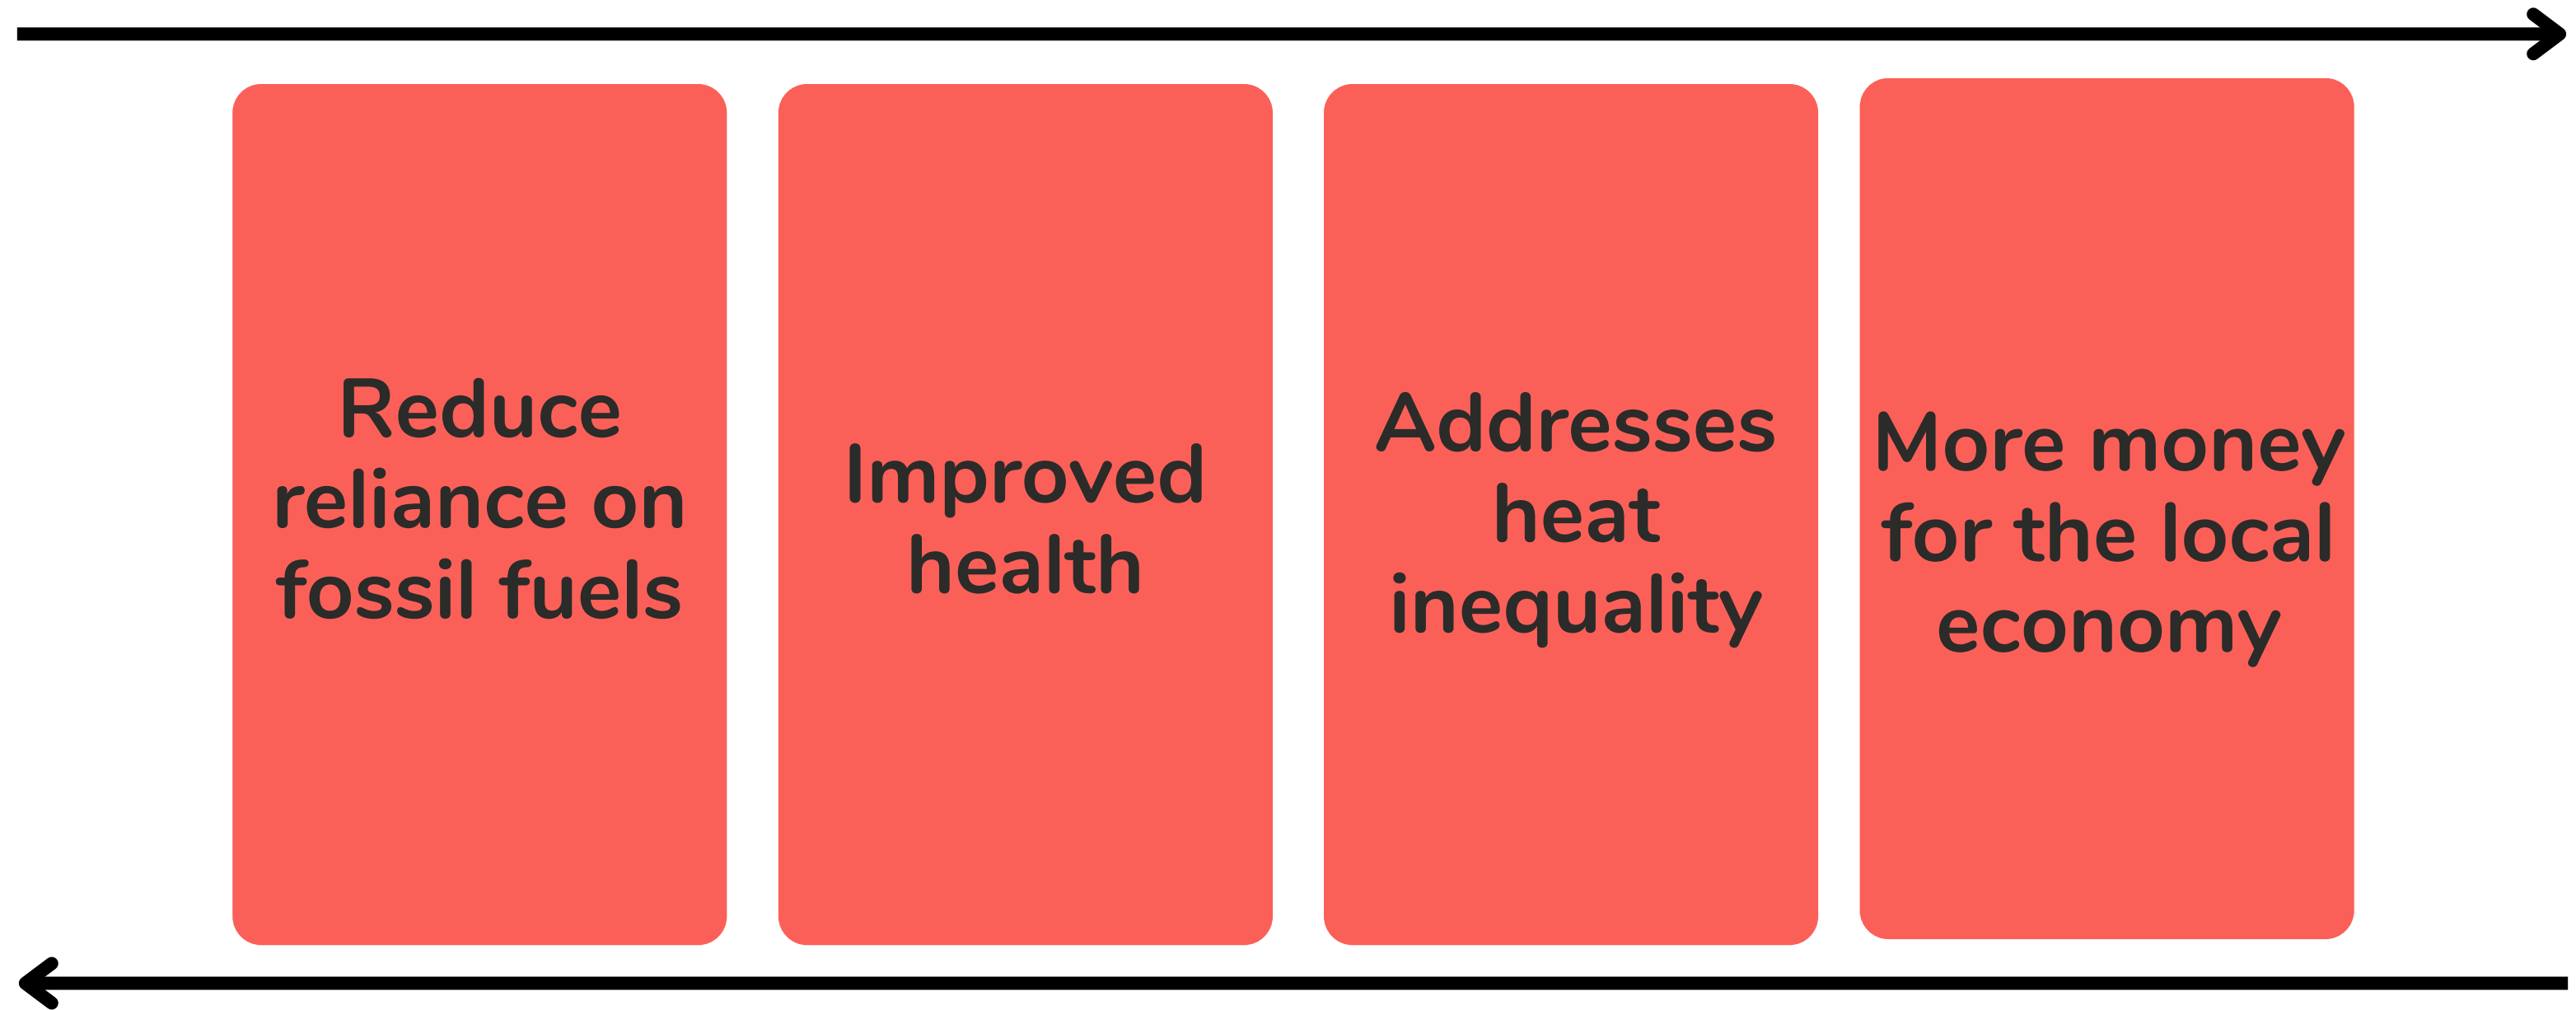 Reduce
reliance on
fossil fuels
Improved
health
Addresses
heat
inequality
More money
for the local
economy